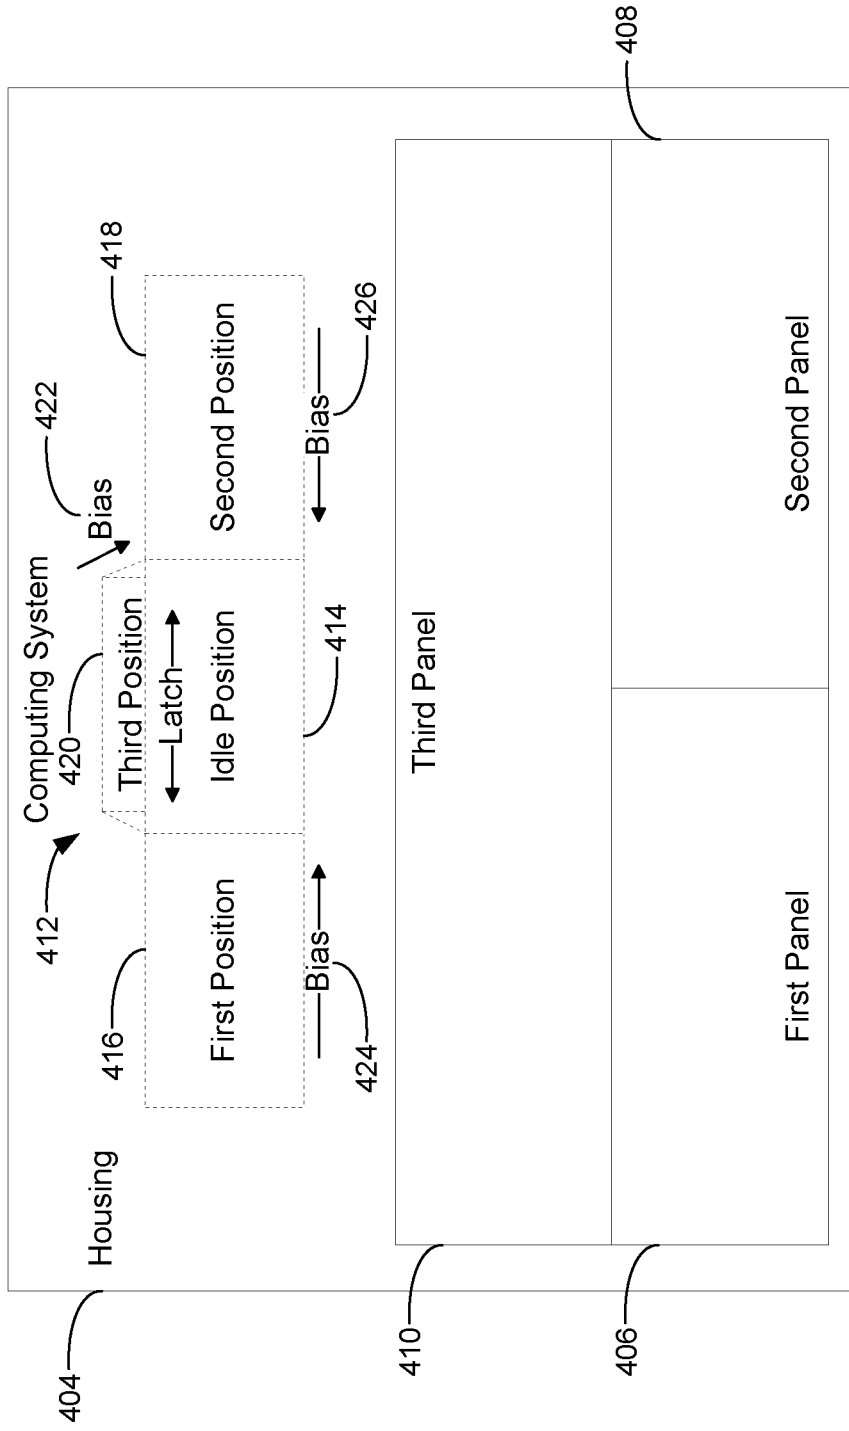 404
Housing
412
Computing System
422
Bias
420
416
418
Third Position
Latch
First Position
Idle Position
Second Position
Bias
Bias
424
414
426
410
Third Panel
406
408
First Panel
Second Panel